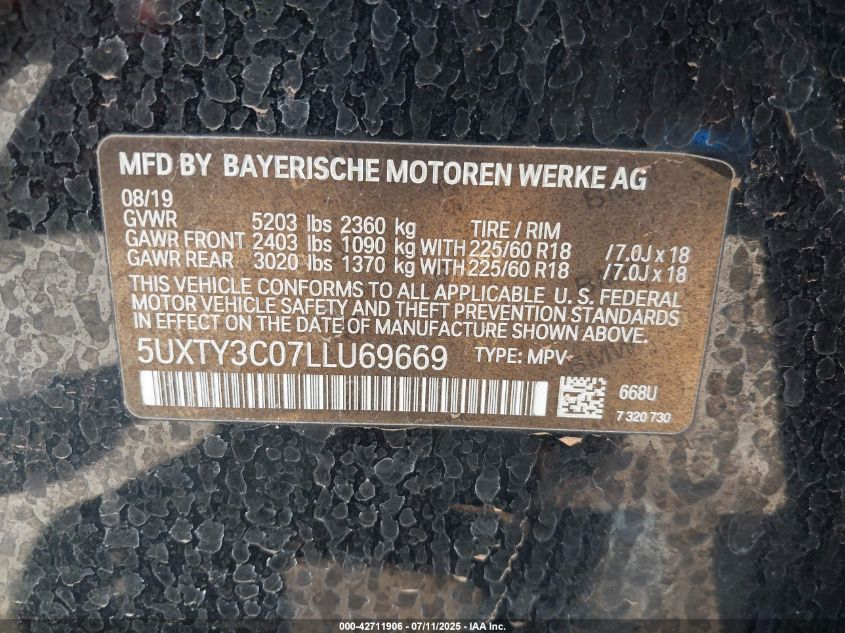 MFD BY BAYERISCHE MOTOREN WERKE AG
08/19
GVWR 5203 lbs 2360 kg TIRE / RIM
GAWR FRONT 2403 lbs 1090 kg WITH 225/60 R18 / 7.0J x 18
GAWR REAR 3020 lbs 1370 kg WITH 225/60 R18 / 7.0J x 18
THIS VEHICLE CONFORMS TO ALL APPLICABLE U. S. FEDERAL
MOTOR VEHICLE SAFETY AND THEFT PREVENTION STANDARDS
IN EFFECT ON THE DATE OF MANUFACTURE SHOWN ABOVE.
5UXTY3C07LLU69669 TYPE: MPV
668U
7 320 730
000-42711906 - 07/11/2025 - IAA Inc.